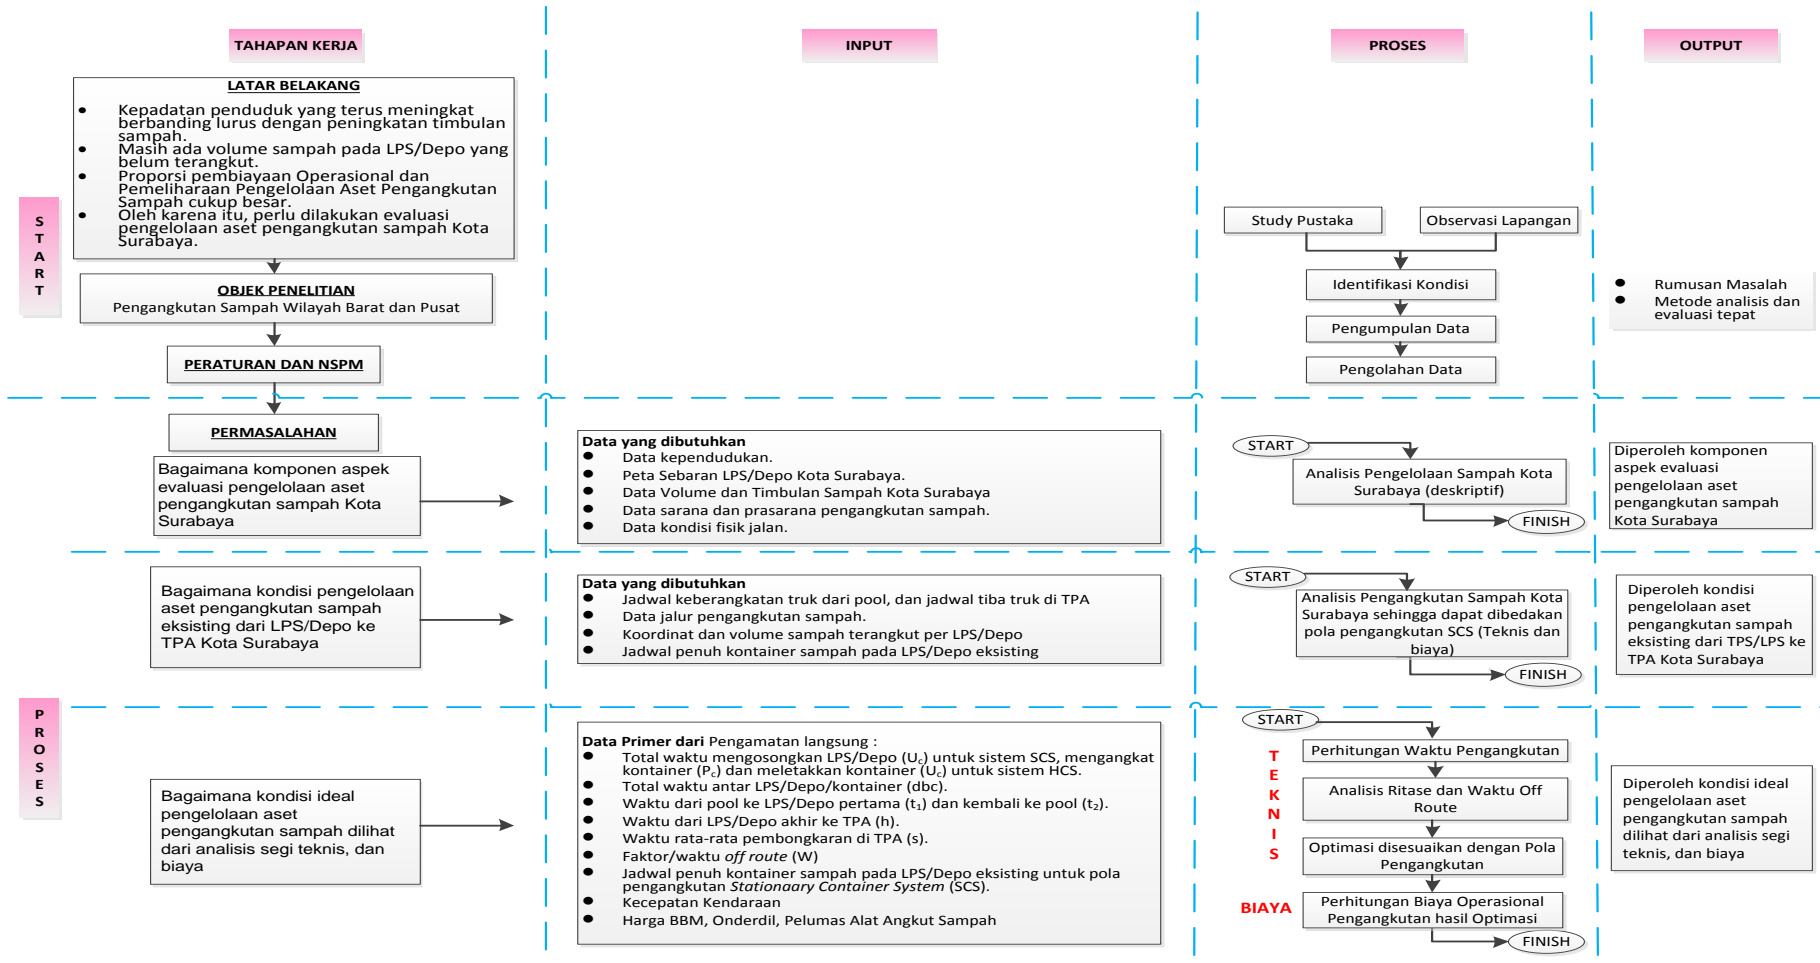 TAHAPAN KERJA
INPUT
PROSES
OUTPUT
START
LATAR BELAKANG
● Kepadatan penduduk yang terus meningkat
berbanding lurus dengan peningkatan timbulan
sampah.
● Masih ada volume sampah pada LPS/Depo yang
belum terangkut.
● Proporsi pembiayaan Operasional dan
Pemeliharaan Pengelolaan Aset Pengangkutan
Sampah cukup besar.
● Oleh karena itu, perlu dilakukan evaluasi
pengelolaan aset pengangkutan sampah Kota
Surabaya.
OBJEK PENELITIAN
Pengangkutan Sampah Wilayah Barat dan Pusat
PERATURAN DAN NSPM
Study Pustaka
Observasi Lapangan
Identifikasi Kondisi
Pengumpulan Data
Pengolahan Data
● Rumusan Masalah
● Metode analisis dan
evaluasi tepat
PERMASALAHAN
Bagaimana komponen aspek
evaluasi pengelolaan aset
pengangkutan sampah Kota
Surabaya
Data yang dibutuhkan
● Data kependudukan.
● Peta Sebaran LPS/Depo Kota Surabaya.
● Data Volume dan Timbulan Sampah Kota Surabaya
● Data sarana dan prasarana pengangkutan sampah.
● Data kondisi fisik jalan.
START
Analisis Pengelolaan Sampah Kota
Surabaya (deskriptif)
FINISH
Diperoleh komponen
aspek evaluasi
pengelolaan aset
pengangkutan sampah
Kota Surabaya
PROSES
Bagaimana kondisi pengelolaan
aset pengangkutan sampah
eksisting dari LPS/Depo ke
TPA Kota Surabaya
Data yang dibutuhkan
● Jadwal keberangkatan truk dari pool, dan jadwal tiba truk di TPA
● Data jalur pengangkutan sampah.
● Koordinat dan volume sampah terangkut per LPS/Depo
● Jadwal penuh kontainer sampah pada LPS/Depo eksisting
START
Analisis Pengangkutan Sampah Kota
Surabaya sehingga dapat dibedakan
pola pengangkutan SCS (Teknis dan
biaya)
FINISH
Diperoleh kondisi
pengelolaan aset
pengangkutan sampah
eksisting dari TPS/LPS ke
TPA Kota Surabaya
Bagaimana kondisi ideal
pengelolaan aset
pengangkutan sampah dilihat
dari analisis segi teknis, dan
biaya
Data Primer dari Pengamatan langsung :
● Total waktu mengosongkan LPS/Depo (Uc) untuk sistem SCS, mengangkat
kontainer (Pc) dan meletakkan kontainer (Uc) untuk sistem HCS.
● Total waktu antar LPS/Depo/kontainer (dbc).
● Waktu dari pool ke LPS/Depo pertama (t₁) dan kembali ke pool (t₂).
● Waktu dari LPS/Depo akhir ke TPA (h).
● Waktu rata-rata pembongkaran di TPA (s).
● Faktor/waktu off route (W)
● Jadwal penuh kontainer sampah pada LPS/Depo eksisting untuk pola
pengangkutan Stationaary Container System (SCS).
● Kecepatan Kendaraan
● Harga BBM, Onderdil, Pelumas Alat Angkut Sampah
START
TEKNIS
Perhitungan Waktu Pengangkutan
Analisis Ritase dan Waktu Off
Route
Optimasi disesuaikan dengan Pola
Pengangkutan
BIAYA
Perhitungan Biaya Operasional
Pengangkutan hasil Optimasi
FINISH
Diperoleh kondisi ideal
pengelolaan aset
pengangkutan sampah
dilihat dari analisis segi
teknis, dan biaya